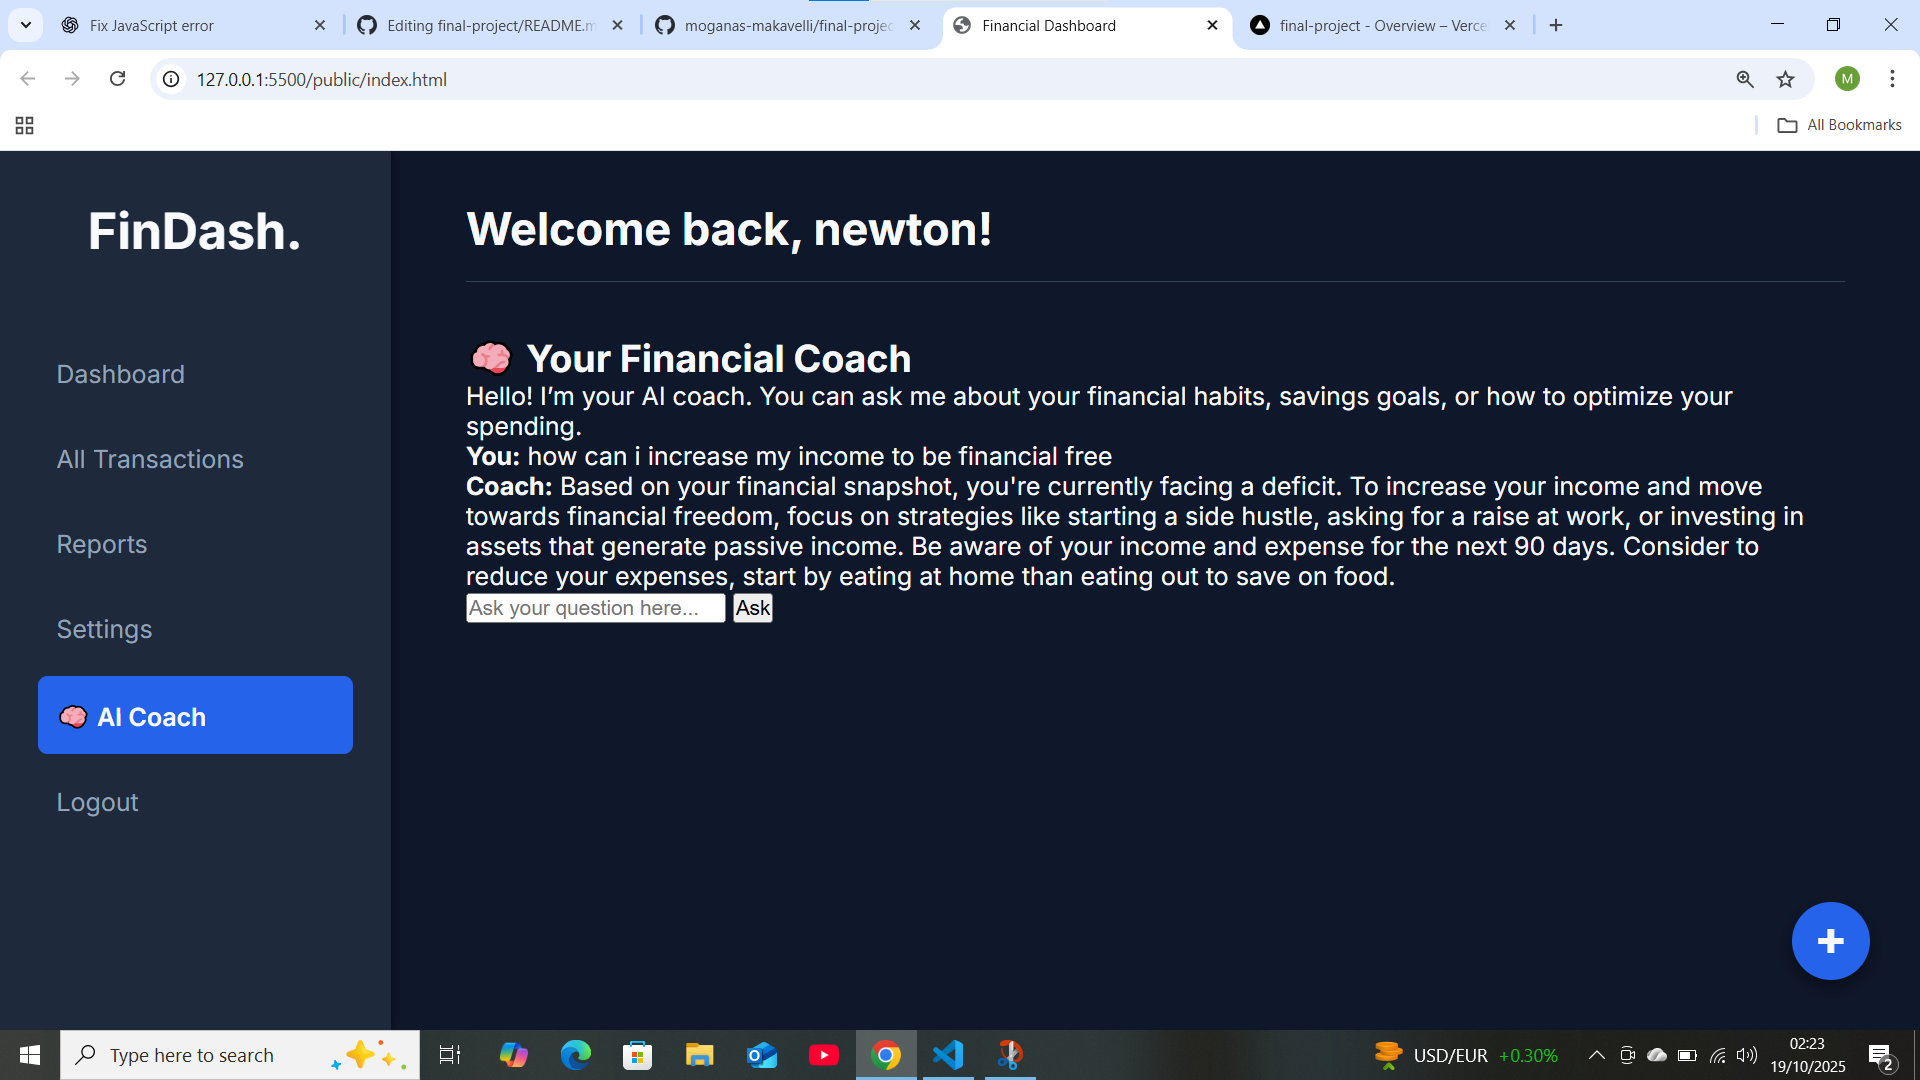 Fix JavaScript error
Editing final-project/README.m
moganas-makavelli/final-projec
Financial Dashboard
final-project - Overview – Verce
127.0.0.1:5500/public/index.html
M
All Bookmarks
FinDash.
Dashboard
All Transactions
Reports
Settings
AI Coach
Logout
Welcome back, newton!
Your Financial Coach
Hello! I’m your AI coach. You can ask me about your financial habits, savings goals, or how to optimize your
spending.
You: how can i increase my income to be financial free
Coach: Based on your financial snapshot, you're currently facing a deficit. To increase your income and move
towards financial freedom, focus on strategies like starting a side hustle, asking for a raise at work, or investing in
assets that generate passive income. Be aware of your income and expense for the next 90 days. Consider to
reduce your expenses, start by eating at home than eating out to save on food.
Ask your question here... Ask
+
Type here to search
USD/EUR +0.30%
02:23
19/10/2025
2